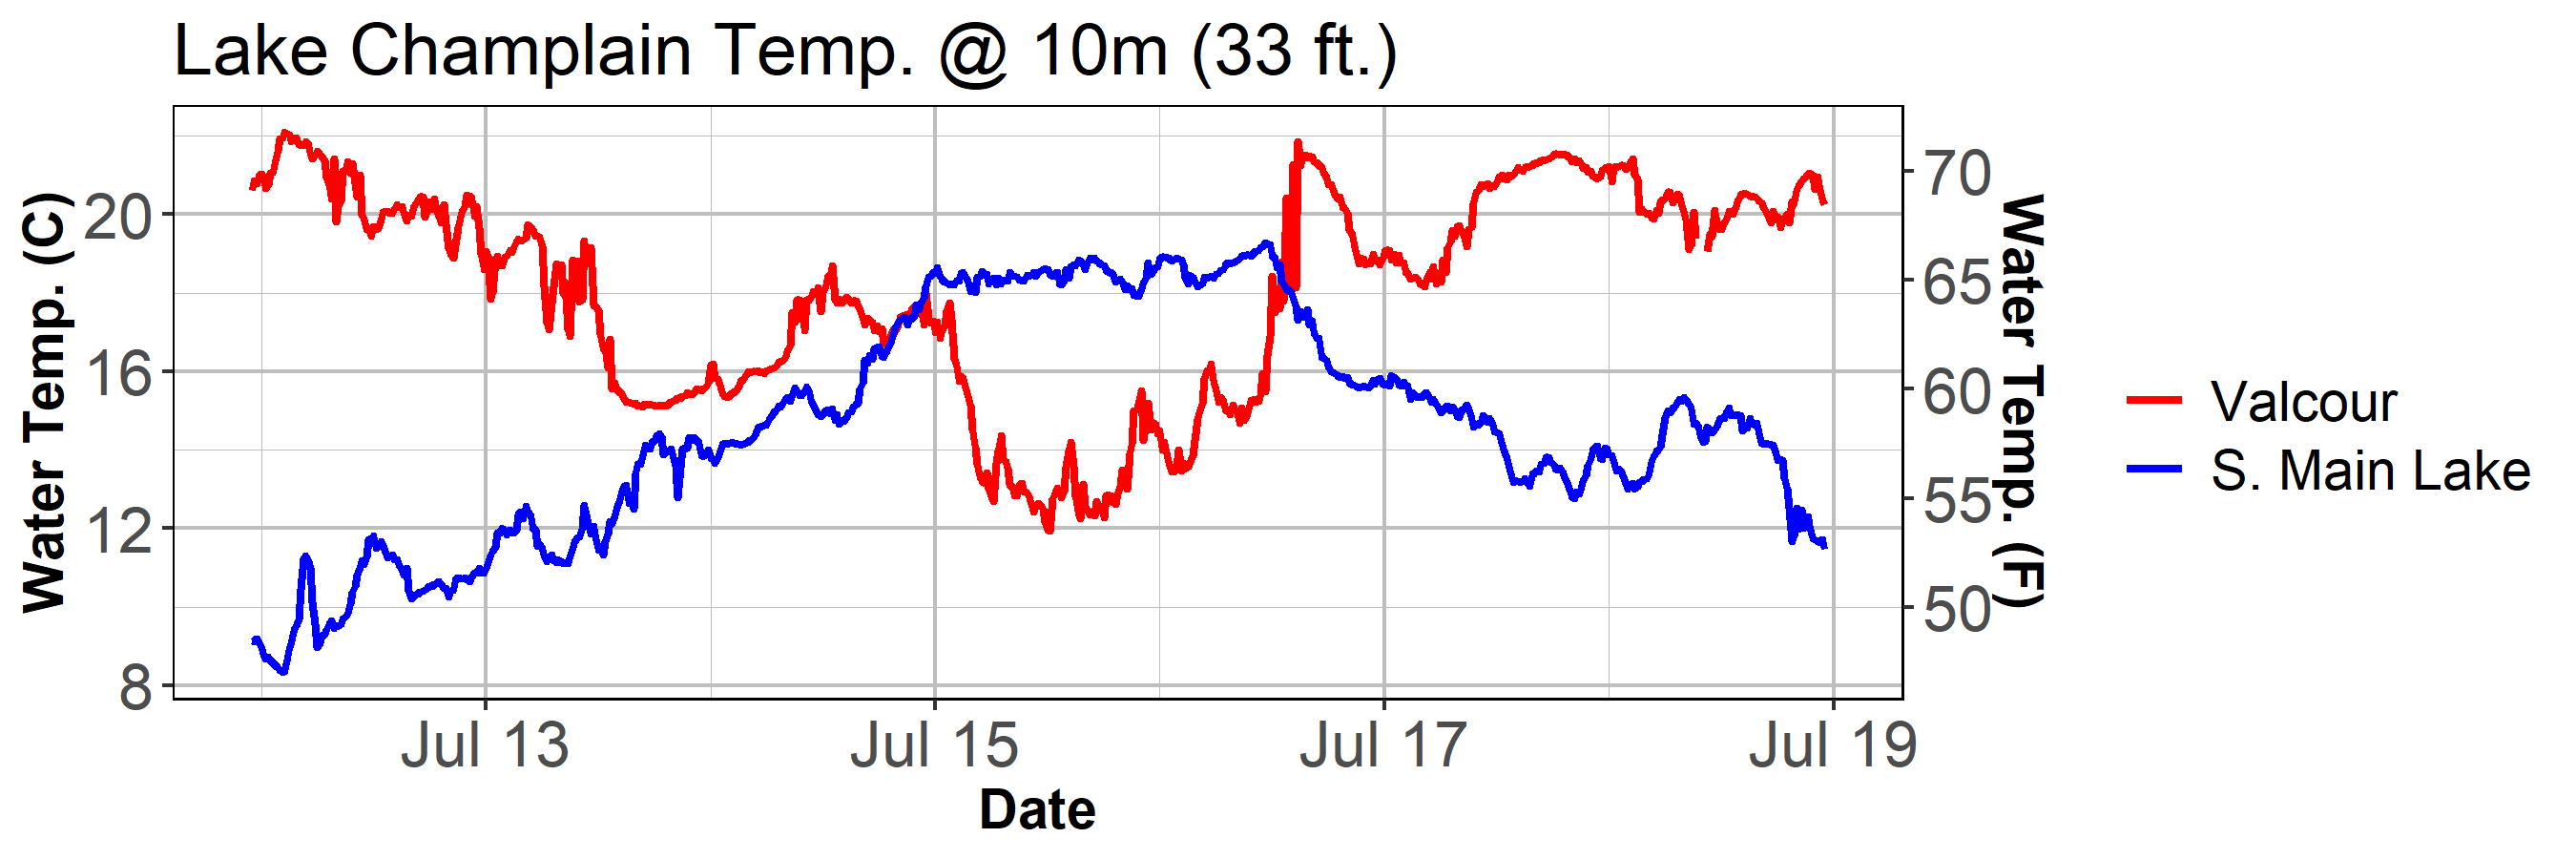 Lake Champlain Temp. @ 10m (33 ft.)
Water Temp. (C)
20
16
12
8
70
65
60
55
50
Water Temp. (F)
Jul 13
Jul 15
Jul 17
Jul 19
Date
Valcour
S. Main Lake